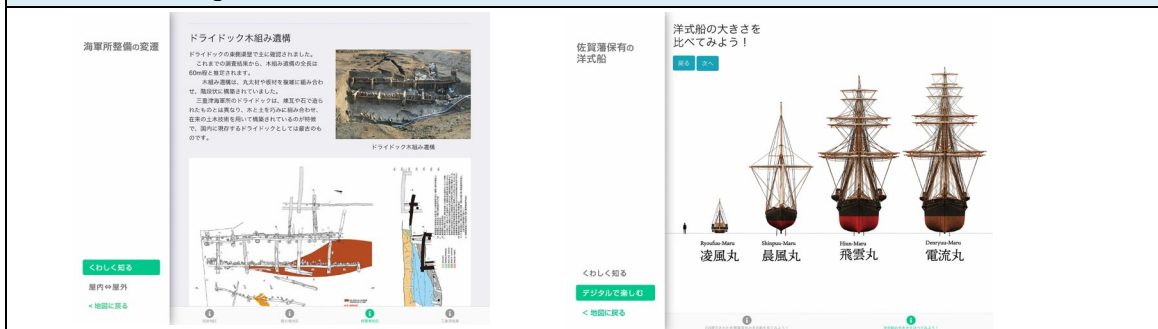 海軍所整備の変遷
ドライドック木組み遺構
ドライドックの東側渠壁で主に確認されました。
これまでの調査結果から、木組み遺構の全長は
60m程と推定されます。
木組み遺構は、丸太材や板材を複雑に組み合わ
せ、階段状に構築されていました。
三重津海軍所のドライドックは、煉瓦や石で造ら
れたものとは異なり、木と土を巧みに組み合わせ、
在来の土木技術を用いて構築されているのが特徴
で、国内に現存するドライドックとしては最古のも
のです。
ドライドック木組み遺構
くわしく知る
屋内⇔屋外
< 地図に戻る
佐賀藩保有の
洋式船
洋式船の大きさを
比べてみよう！
戻る 次へ
Ryoufuu-Maru
凌風丸
Shinpuu-Maru
晨風丸
Hiun-Maru
飛雲丸
Denryuu-Maru
電流丸
くわしく知る
デジタルで楽しむ
< 地図に戻る